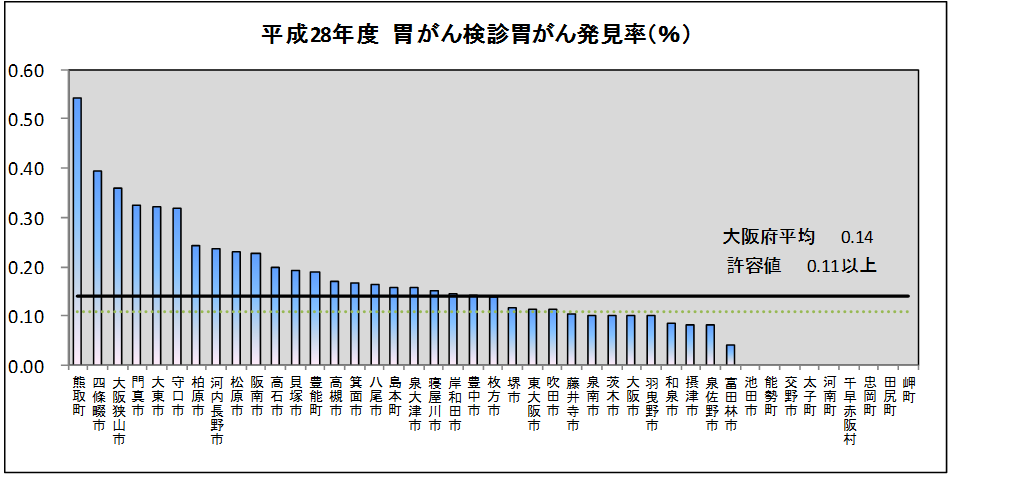 平成28年度 胃がん検診胃がん発見率(%)
0.60
0.50
0.40
0.30
0.20
0.10
0.00
大阪府平均 0.14
許容値 0.11以上
熊取町
四條畷市
大阪狭山市
門真市
大東市
守口市
柏原市
河内長野市
松原市
阪南市
高石市
貝塚市
豊能町
高槻市
箕面市
八尾市
島本町
泉大津市
寝屋川市
岸和田市
豊中市
枚方市
堺市
東大阪市
吹田市
藤井寺市
泉南市
茨木市
大阪市
羽曳野市
和泉市
摂津市
泉佐野市
富田林市
池田市
能勢町
交野市
太子町
河南町
千早赤阪村
忠岡町
田尻町
岬町